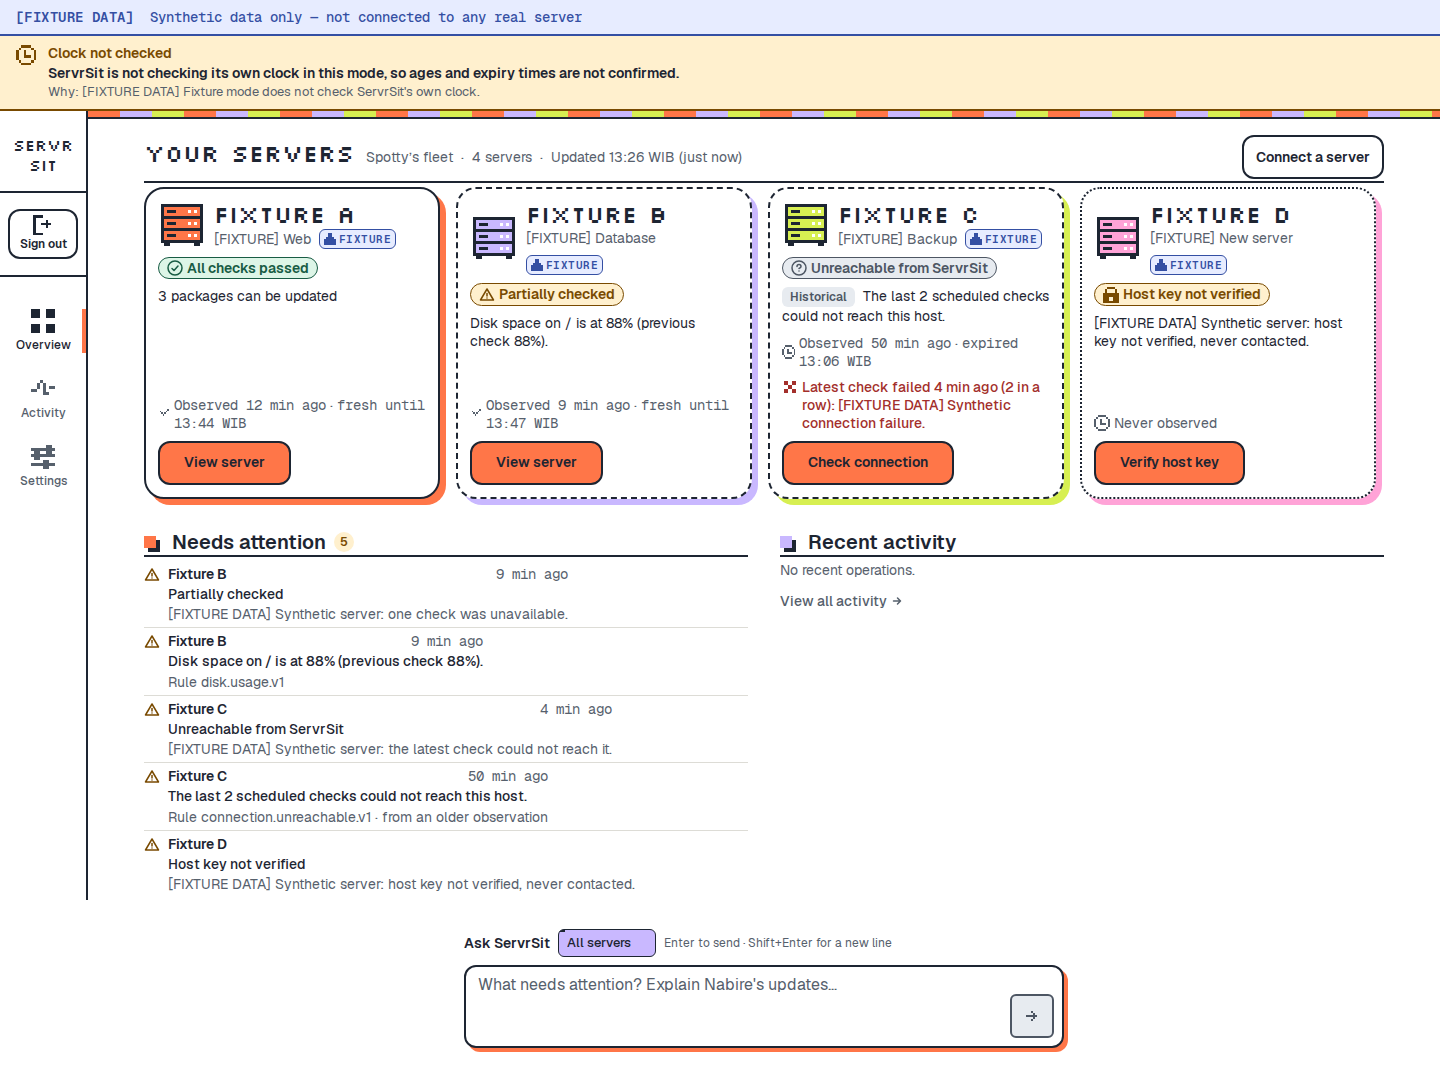 [FIXTURE DATA] Synthetic data only — not connected to any real server
Clock not checked
ServrSit is not checking its own clock in this mode, so ages and expiry times are not confirmed.
Why: [FIXTURE DATA] Fixture mode does not check ServrSit's own clock.
SERVR
SIT
Sign out
Overview
Activity
Settings
YOUR SERVERS Spotty's fleet · 4 servers · Updated 13:26 WIB (just now)
Connect a server
FIXTURE A
[FIXTURE] Web FIXTURE
All checks passed
3 packages can be updated
Observed 12 min ago · fresh until
13:44 WIB
View server
FIXTURE B
[FIXTURE] Database
FIXTURE
Partially checked
Disk space on / is at 88% (previous
check 88%).
Observed 9 min ago · fresh until
13:47 WIB
View server
FIXTURE C
[FIXTURE] Backup FIXTURE
Unreachable from ServrSit
Historical The last 2 scheduled checks
could not reach this host.
Observed 50 min ago · expired
13:06 WIB
Latest check failed 4 min ago (2 in a
row): [FIXTURE DATA] Synthetic
connection failure.
Check connection
FIXTURE D
[FIXTURE] New server
FIXTURE
Host key not verified
[FIXTURE DATA] Synthetic server: host
key not verified, never contacted.
Never observed
Verify host key
Needs attention 5
Fixture B 9 min ago
Partially checked
[FIXTURE DATA] Synthetic server: one check was unavailable.
Fixture B 9 min ago
Disk space on / is at 88% (previous check 88%).
Rule disk.usage.v1
Fixture C 4 min ago
Unreachable from ServrSit
[FIXTURE DATA] Synthetic server: the latest check could not reach it.
Fixture C 50 min ago
The last 2 scheduled checks could not reach this host.
Rule connection.unreachable.v1 · from an older observation
Fixture D
Host key not verified
[FIXTURE DATA] Synthetic server: host key not verified, never contacted.
Recent activity
No recent operations.
View all activity →
Ask ServrSit All servers Enter to send · Shift+Enter for a new line
What needs attention? Explain Nabire's updates...